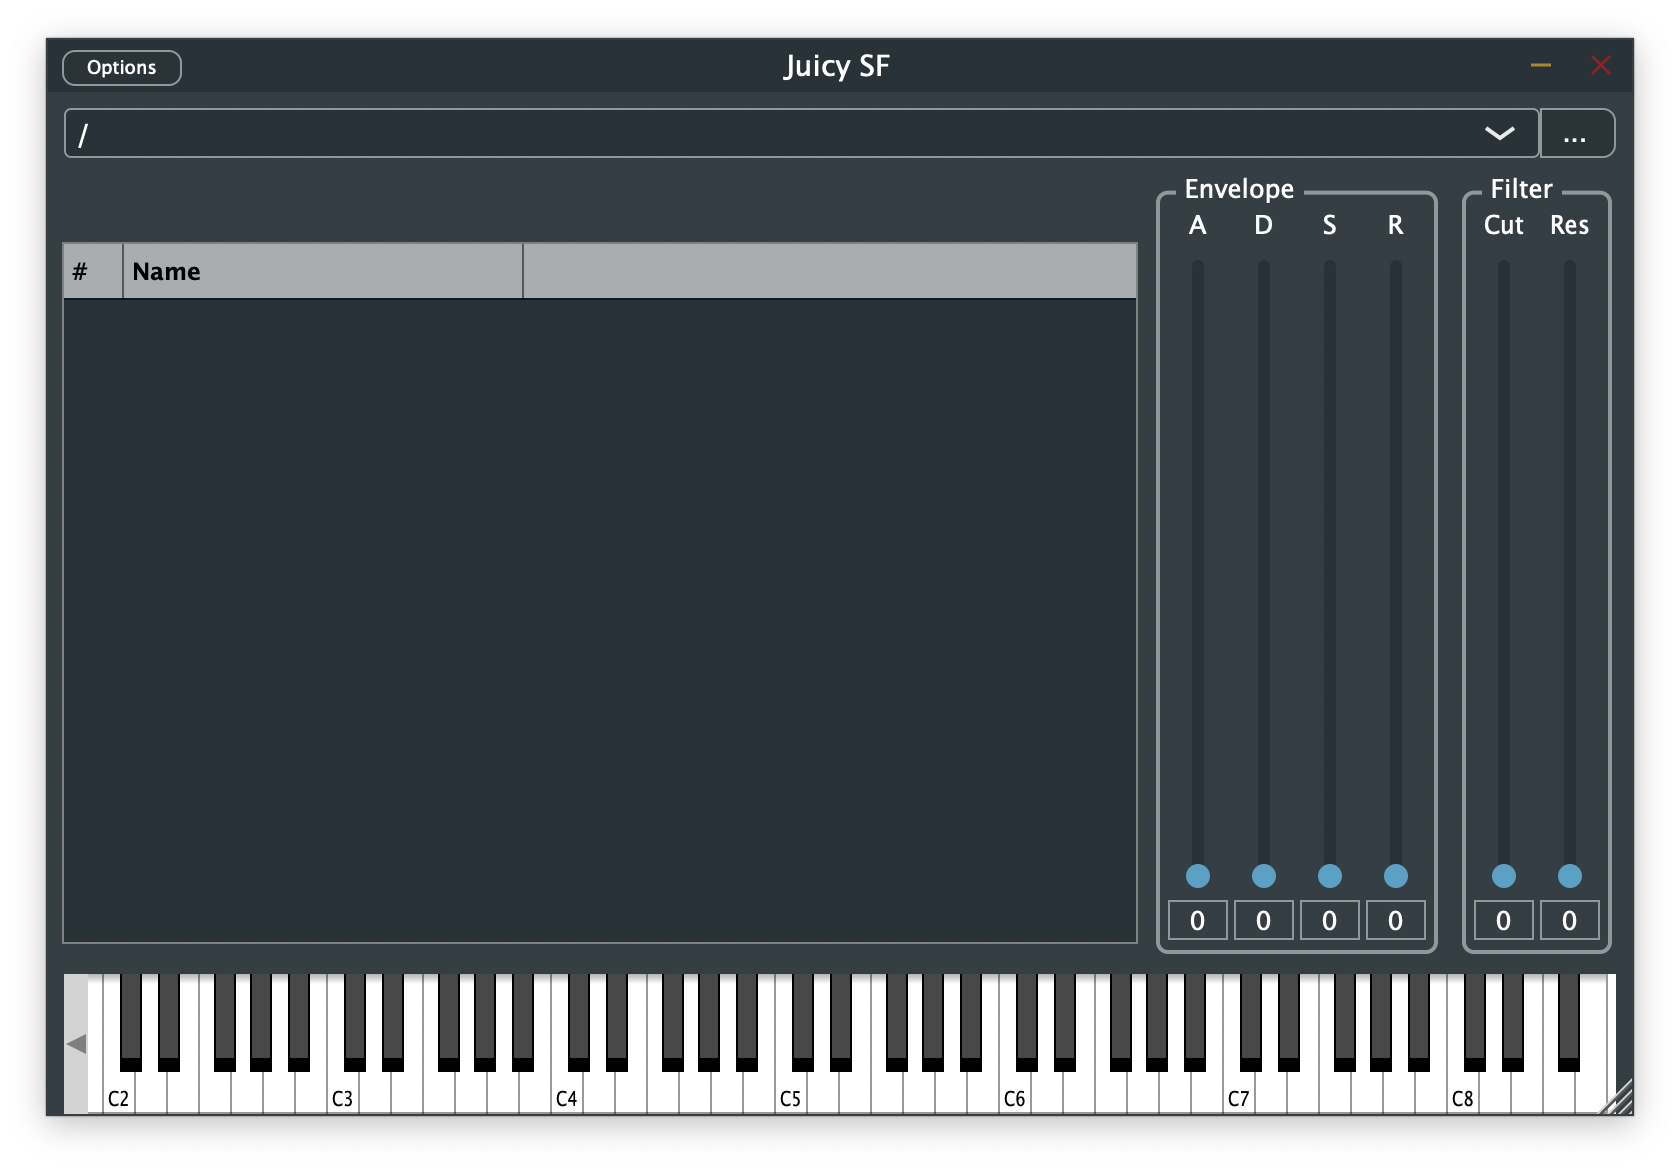 Options
Juicy SF
/
...
Envelope
Filter
A D S R
Cut Res
# Name
0 0 0 0
0 0
C2 C3 C4 C5 C6 C7 C8